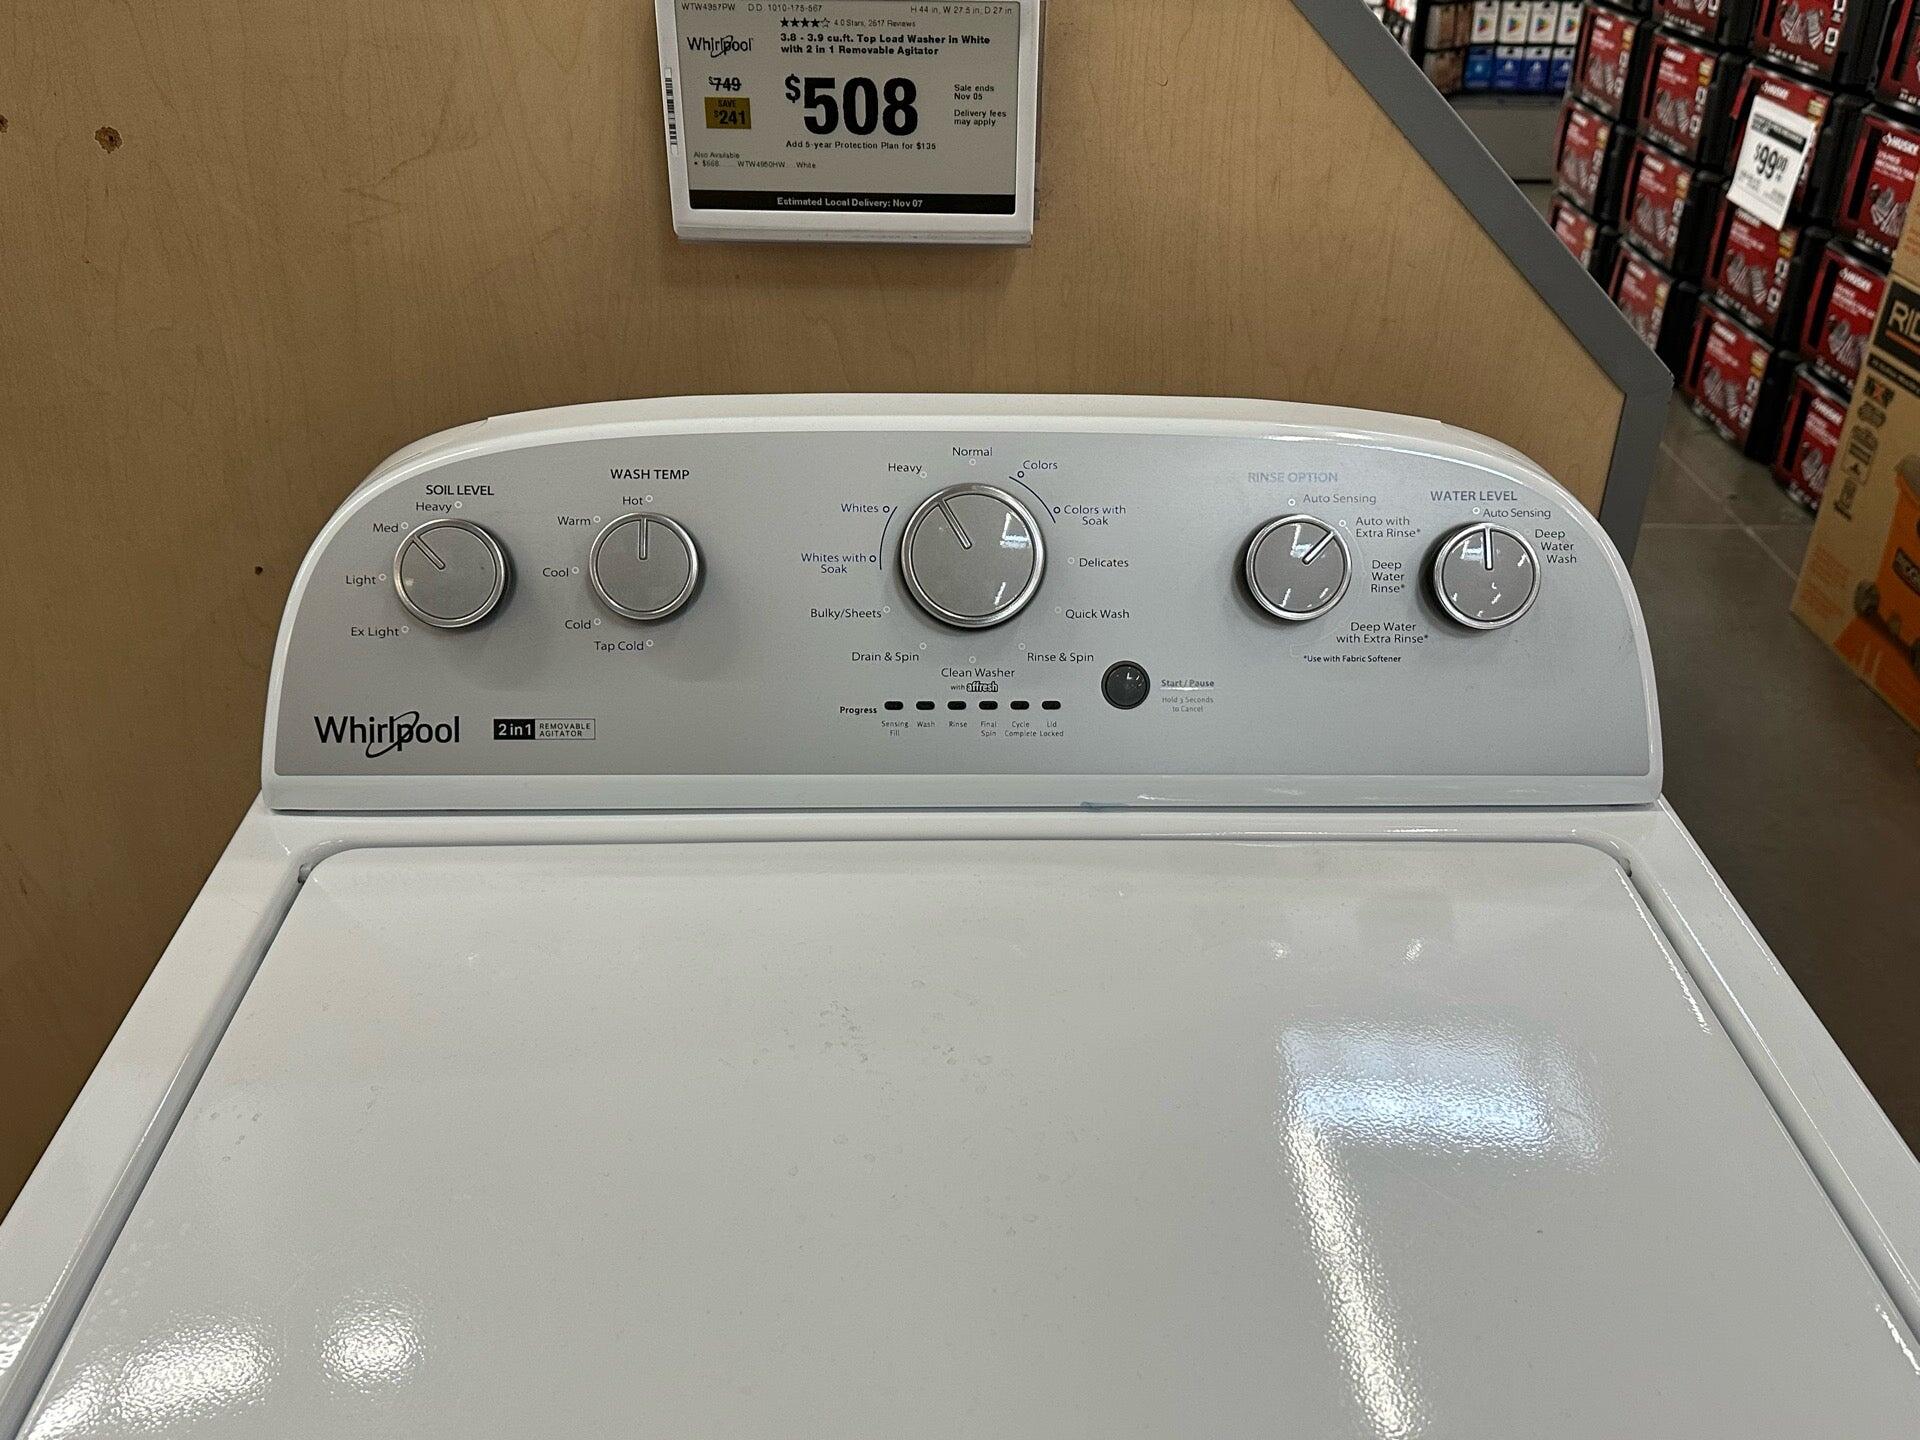 WTW4957PW DD 1010-175-567 H 44 in, W 27.5 in, D 27 in
4.0 Stars, 2617 Reviews
Whirlpool
3.8 - 3.9 cu.ft. Top Load Washer in White
with 2 in 1 Removable Agitator
$749
SAVE
$241
$508
Sale ends
Nov 05
Delivery fees
may apply
Add 5-year Protection Plan for $135
Also Available
• $668........WTW4950HW.....White
Estimated Local Delivery: Nov 07
HUSKY
$99
HUSKY
SOIL LEVEL
Heavy
Med
Light
Ex Light
WASH TEMP
Hot
Warm
Cool
Cold
Tap Cold
Normal
Heavy
Colors
Whites
Colors with
Soak
Whites with
Soak
Delicates
Bulky/Sheets
Quick Wash
Drain & Spin
Rinse & Spin
Clean Washer
with affresh
RINSE OPTION
Auto Sensing
Auto with
Extra Rinse*
Deep
Water
Rinse*
Deep Water
with Extra Rinse*
*Use with Fabric Softener
WATER LEVEL
Auto Sensing
Deep
Water
Wash
Start/Pause
Hold 3 Seconds
to Cancel
Progress
Sensing
Fill
Wash
Rinse
Final
Spin
Cycle
Complete
Lid
Locked
Whirlpool
2 in 1 REMOVABLE
AGITATOR